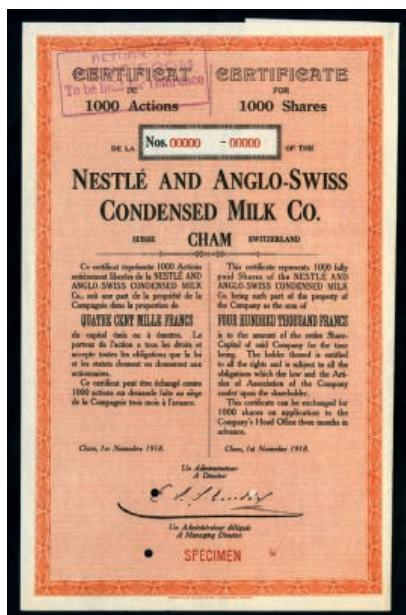 RETURN
To be
CERTIFICAT
DE
1000 Actions
CERTIFICATE
FOR
1000 Shares
DE LA
Nos. 00000 - 00000
OF THE
NESTLÉ AND ANGLO-SWISS
CONDENSED MILK CO.
SUISSE CHAM SWITZERLAND
Ce certificat représente 1000 Actions
entièrement libérées de la NESTLÉ AND
ANGLO-SWISS CONDENSED MILK
Co., soit une part de la propriété de la
Compagnie dans la proportion de
QUATRE CENT MILLE FRANCS
du capital émis ou à émettre. Le
porteur de l'action a tous les droits et
accepte toutes les obligations que la loi
et les statuts donnent ou donneront aux
actionnaires.
Ce certificat peut être échangé contre
1000 actions sur demande faite au siège
de la Compagnie trois mois à l'avance.
Cham, 1er Novembre 1918.
This certificate represents 1000 fully
paid Shares of the NESTLÉ AND
ANGLO-SWISS CONDENSED MILK
Co. being such part of the property of
the Company as the sum of
FOUR HUNDRED THOUSAND FRANCS
is to the amount of the entire Share-
Capital of said Company for the time
being. The holder thereof is entitled
to all the rights and is subject to all the
obligations which the law and the Arti-
cles of Association of the Company
confer upon the shareholder.
This certificate can be exchanged for
1000 shares on application to the
Company's Head Office three months in
advance.
Cham, 1st November 1918.
Un Administrateur
A Director
Un Administrateur délégué
A Managing Director
SPECIMEN